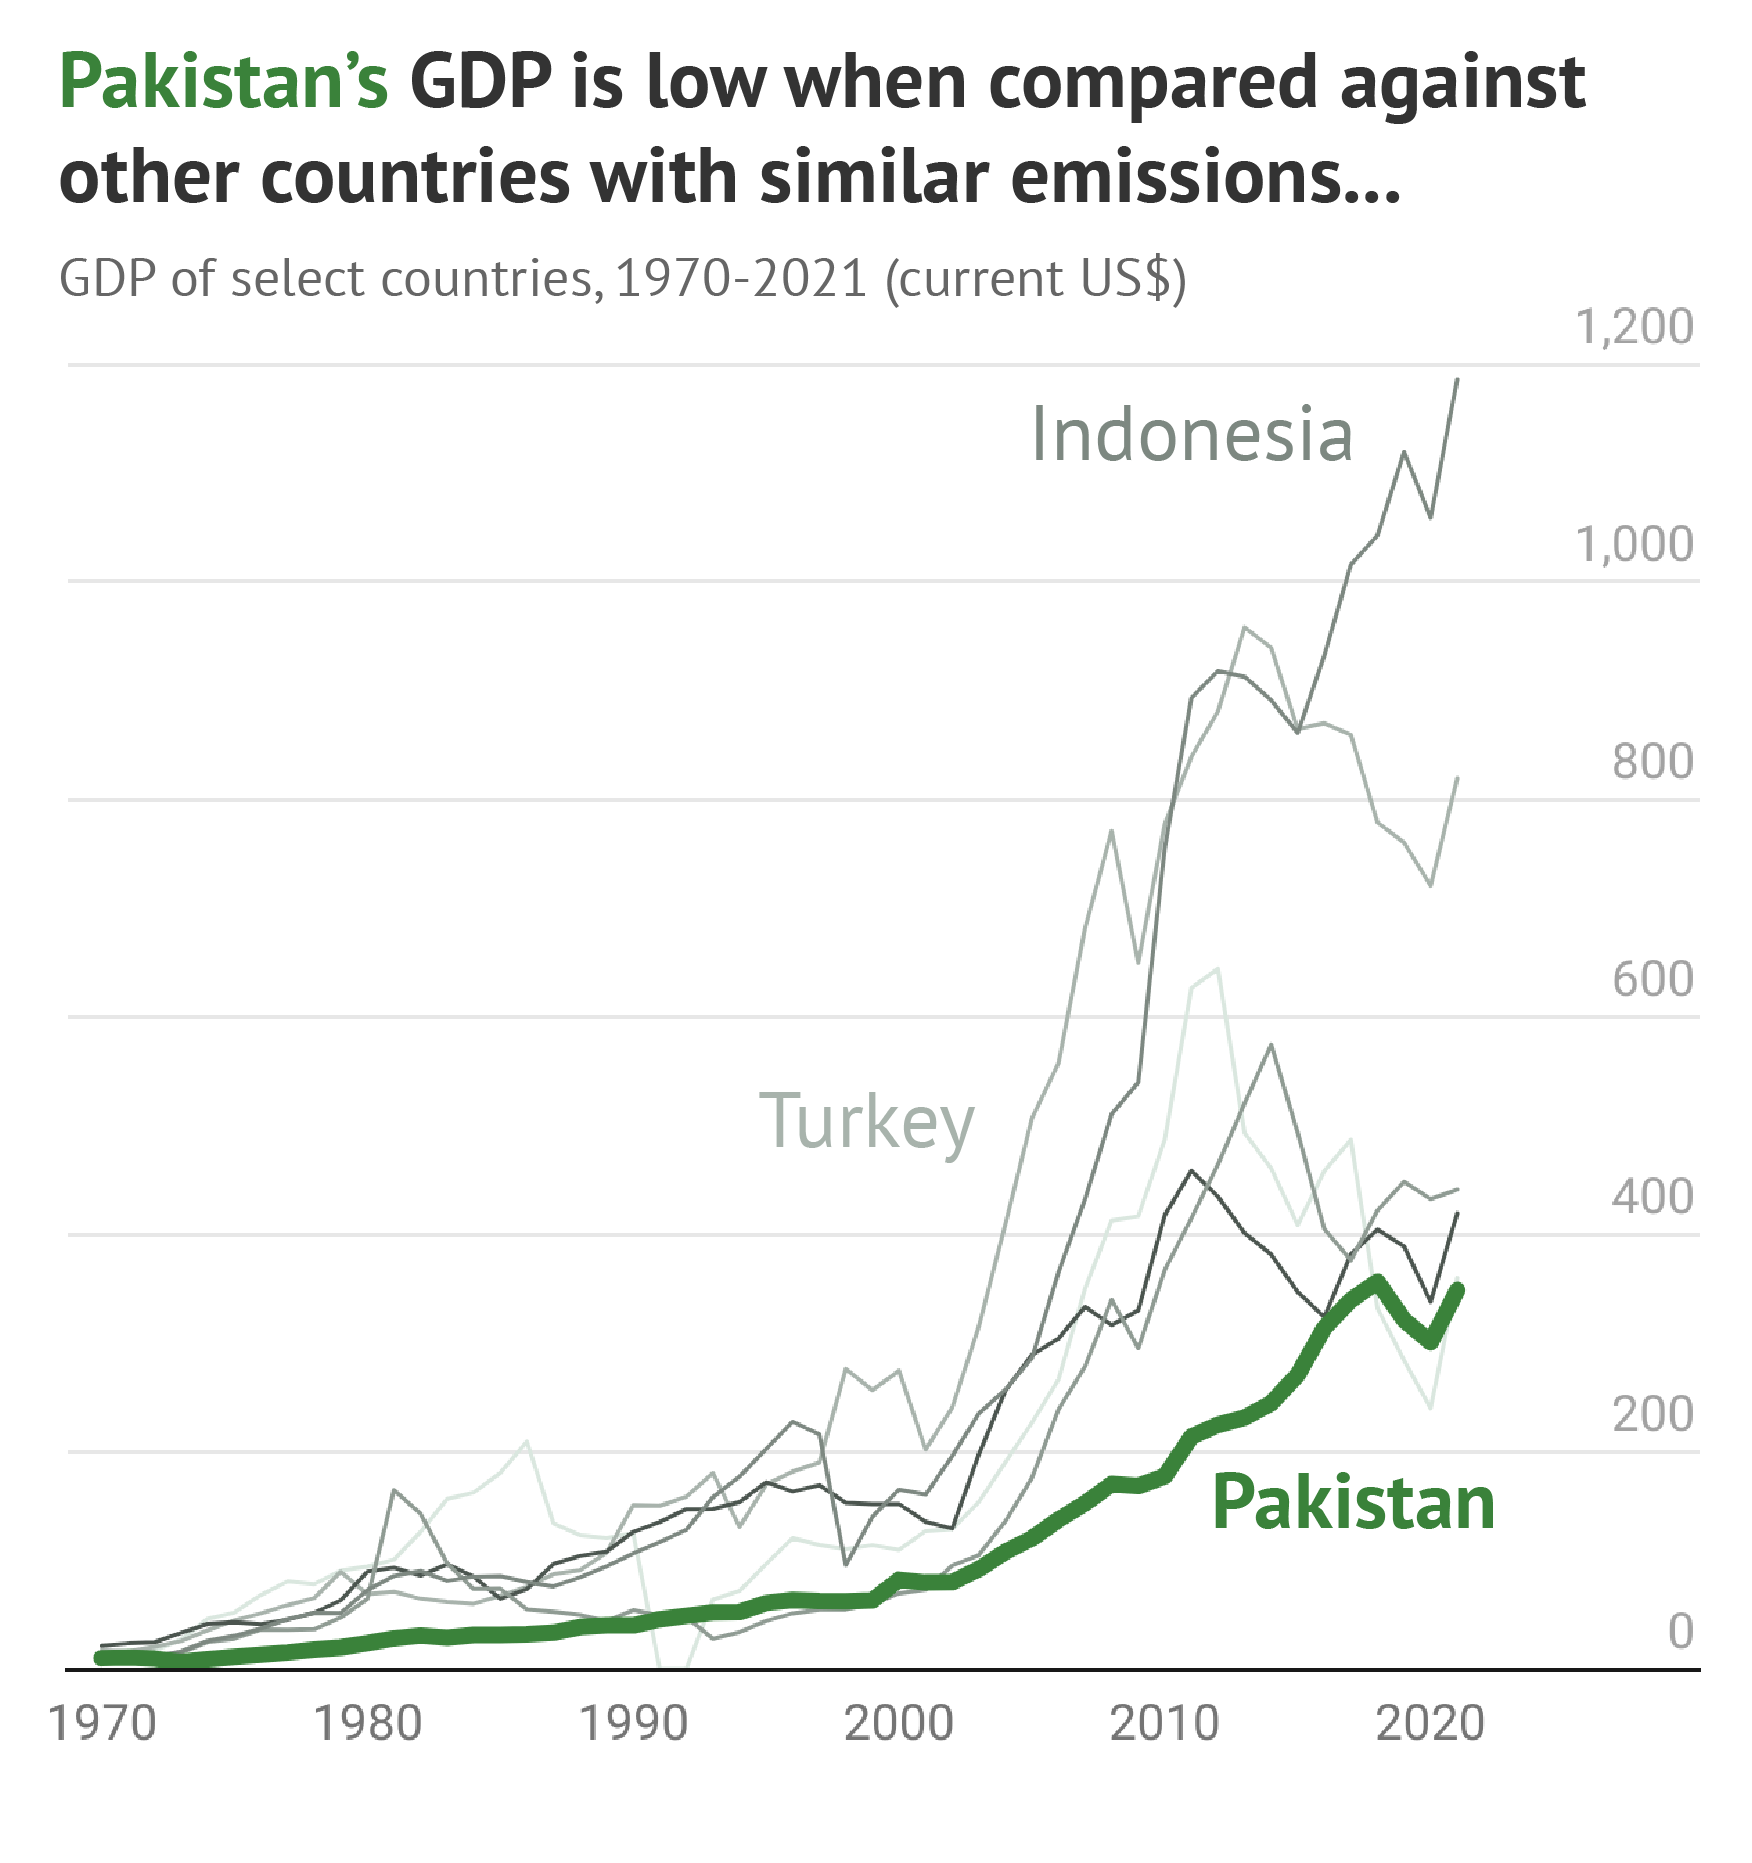 Pakistan’s GDP is low when compared against
other countries with similar emissions...
GDP of select countries, 1970-2021 (current US$)
1,200
Indonesia
1,000
800
600
Turkey
400
200
Pakistan
0
1970 1980 1990 2000 2010 2020